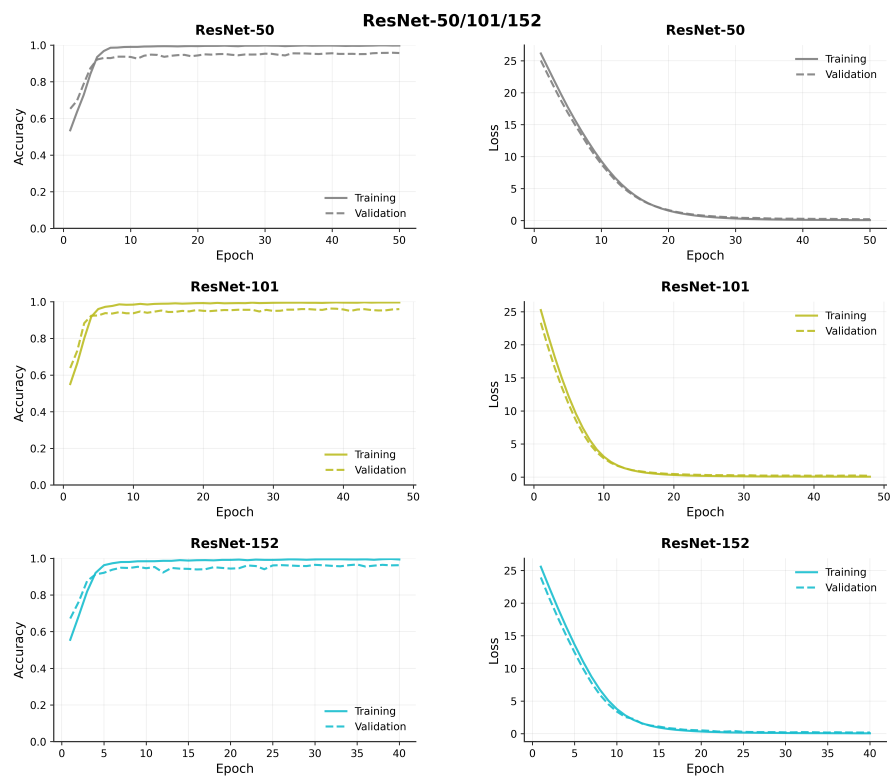 ResNet-50/101/152
ResNet-50
Accuracy
1.0
0.8
0.6
0.4
0.2
0.0
Training
Validation
0 10 20 30 40 50
Epoch
ResNet-50
Loss
25
20
15
10
5
0
Training
Validation
0 10 20 30 40 50
Epoch
ResNet-101
Accuracy
1.0
0.8
0.6
0.4
0.2
0.0
Training
Validation
0 10 20 30 40 50
Epoch
ResNet-101
Loss
25
20
15
10
5
0
Training
Validation
0 10 20 30 40 50
Epoch
ResNet-152
Accuracy
1.0
0.8
0.6
0.4
0.2
0.0
Training
Validation
0 5 10 15 20 25 30 35 40
Epoch
ResNet-152
Loss
25
20
15
10
5
0
Training
Validation
0 5 10 15 20 25 30 35 40
Epoch